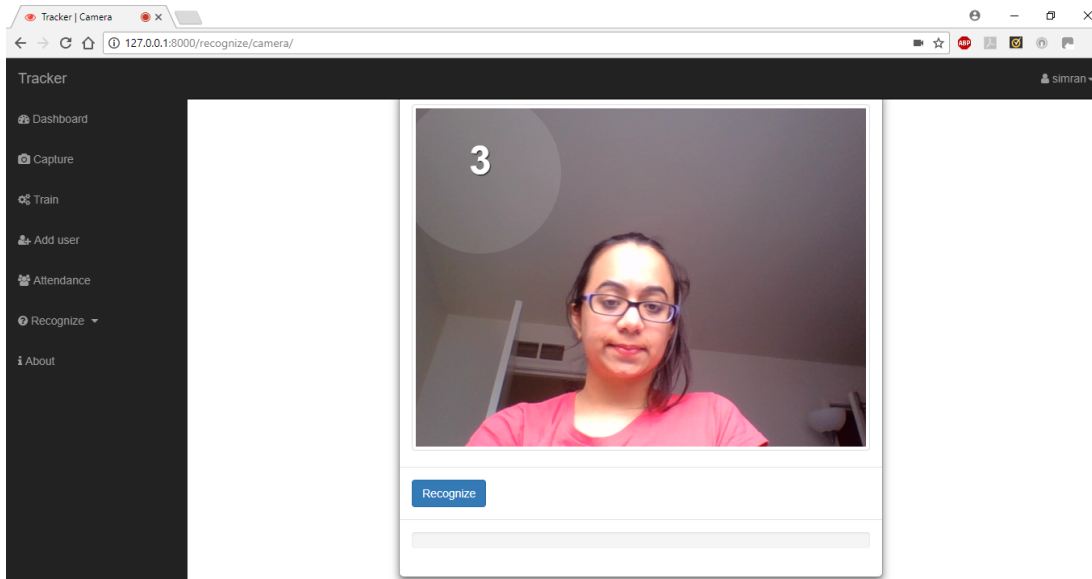 Tracker | Camera
127.0.0.1:8000/recognize/camera/
ABP
Tracker
simran
Dashboard
Capture
Train
Add user
Attendance
Recognize
About
3
Recognize